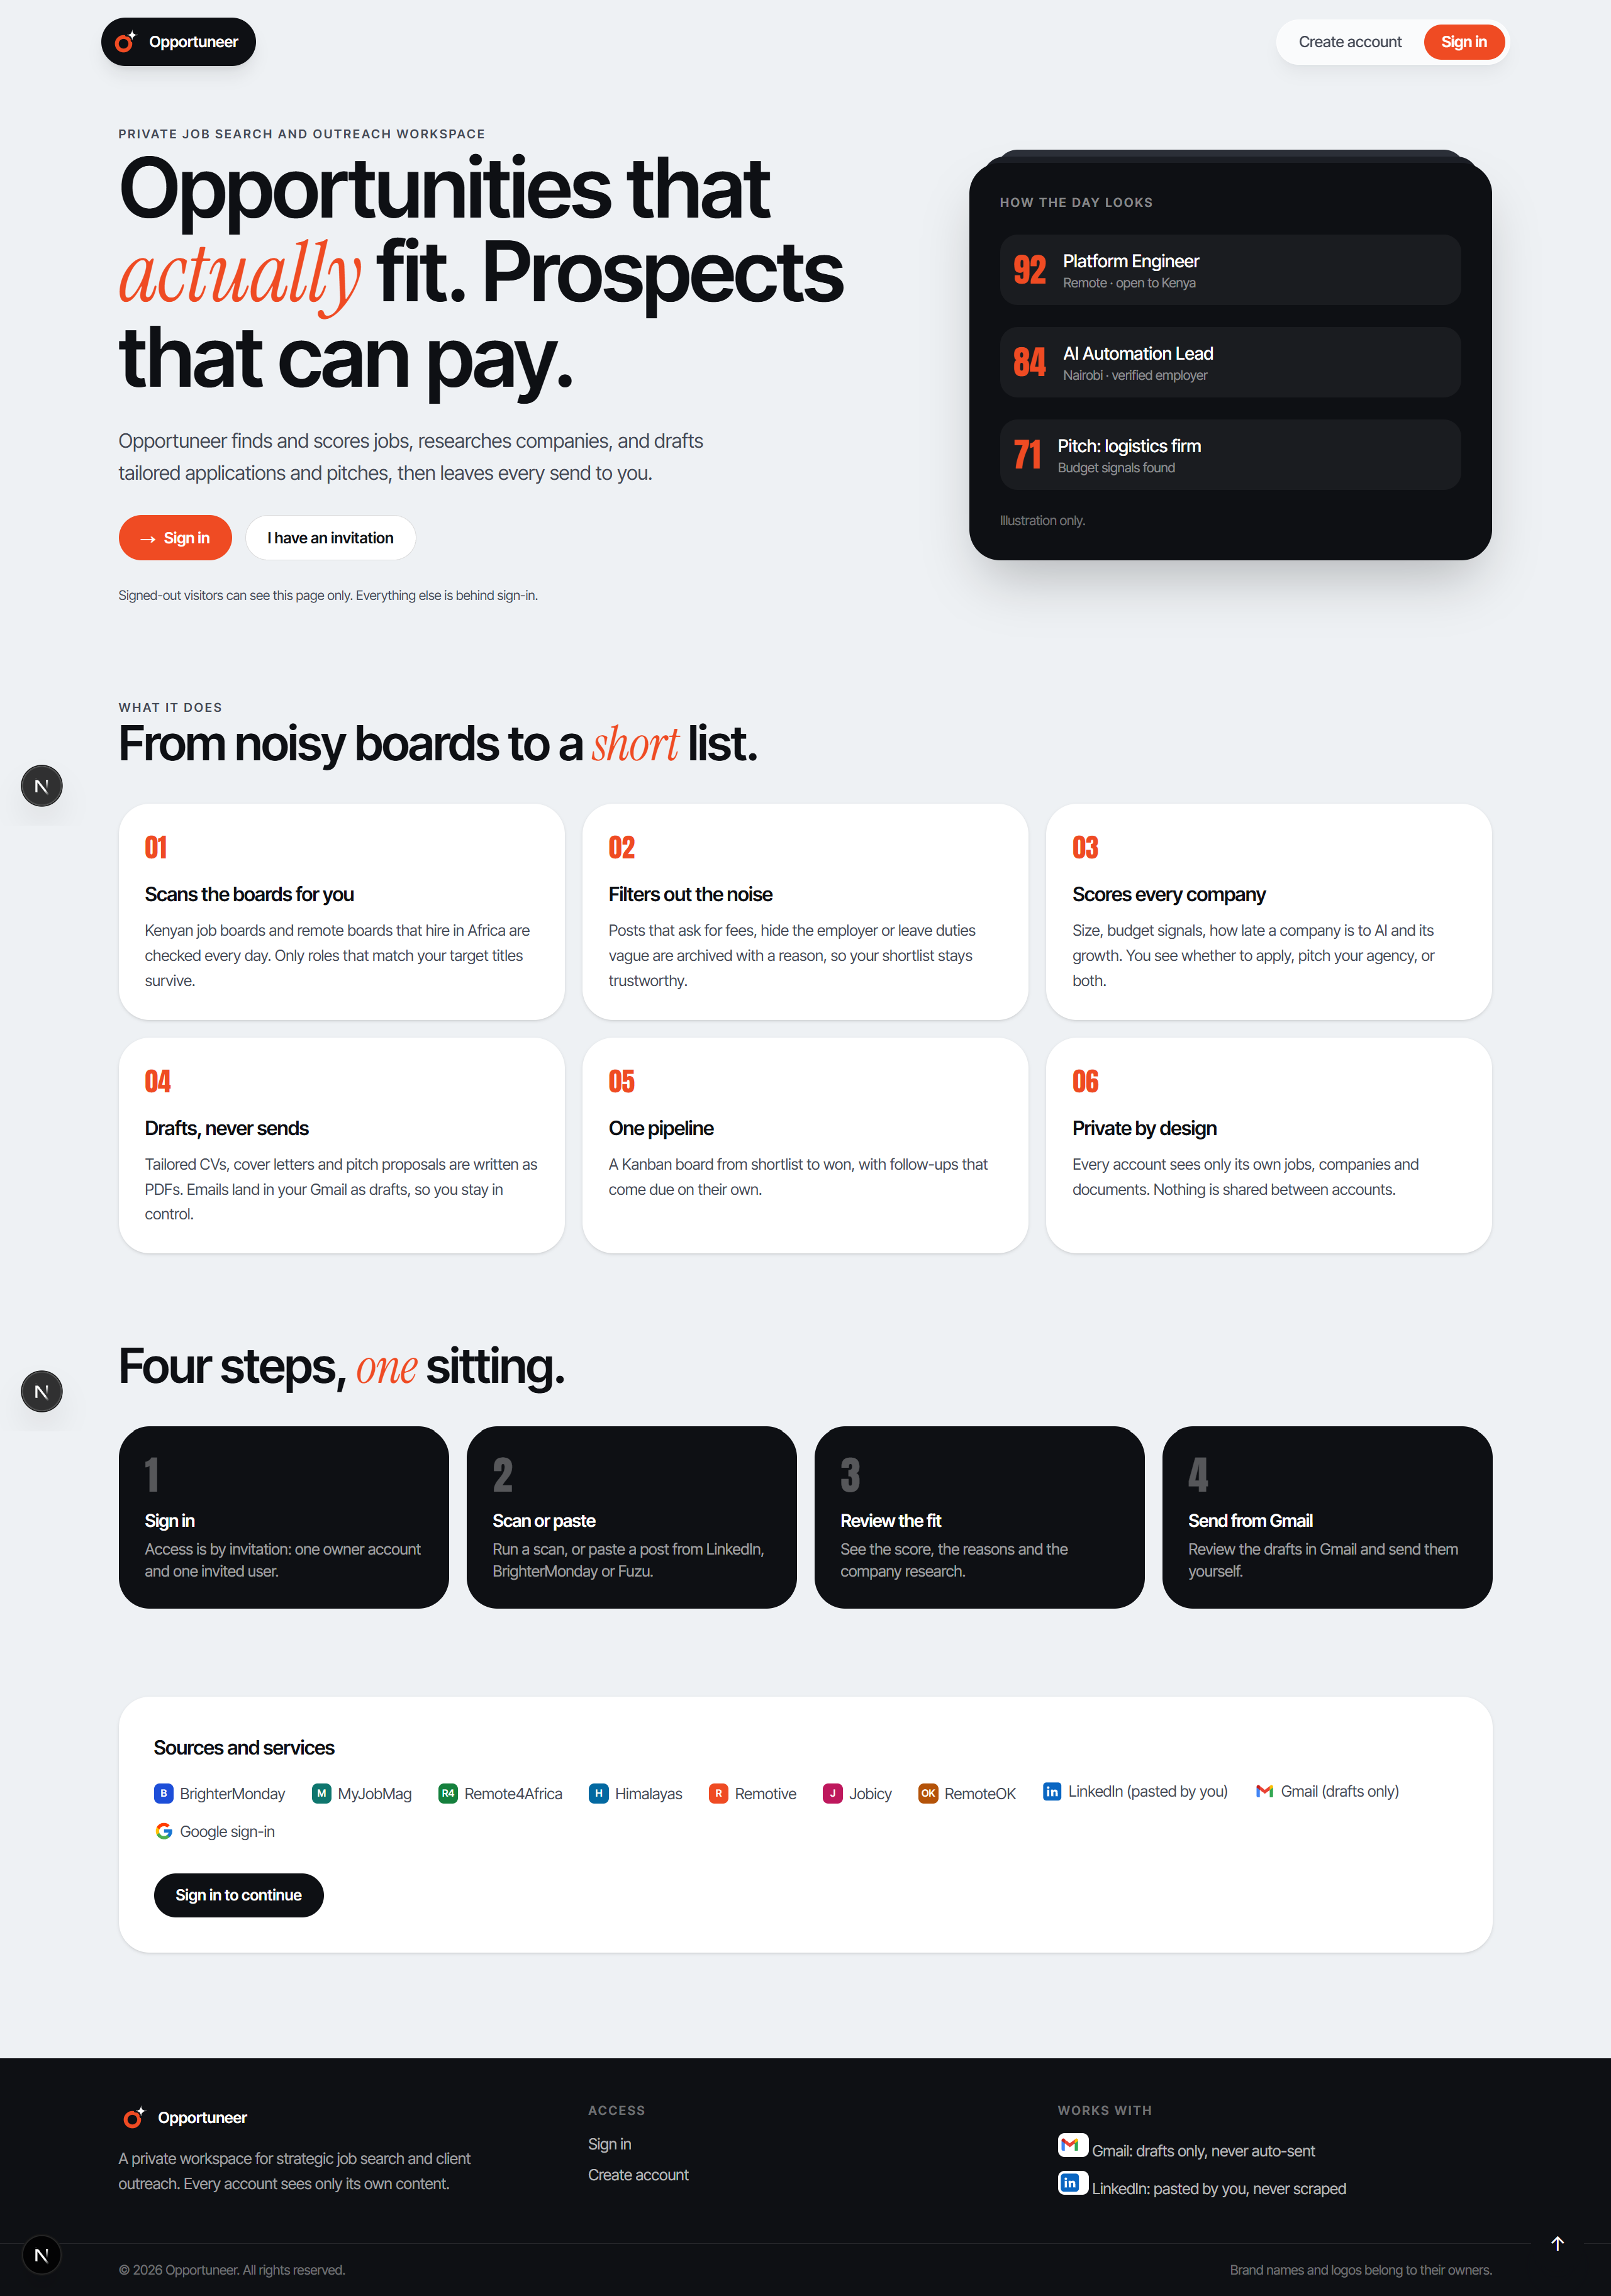 Opportuneer
Create account
Sign in
PRIVATE JOB SEARCH AND OUTREACH WORKSPACE
Opportunities that
actually fit. Prospects
that can pay.
Opportuneer finds and scores jobs, researches companies, and drafts
tailored applications and pitches, then leaves every send to you.
→ Sign in
I have an invitation
Signed-out visitors can see this page only. Everything else is behind sign-in.
HOW THE DAY LOOKS
92
Platform Engineer
Remote · open to Kenya
84
AI Automation Lead
Nairobi · verified employer
71
Pitch: logistics firm
Budget signals found
Illustration only.
WHAT IT DOES
From noisy boards to a short list.
N
01
Scans the boards for you
Kenyan job boards and remote boards that hire in Africa are
checked every day. Only roles that match your target titles
survive.
02
Filters out the noise
Posts that ask for fees, hide the employer or leave duties
vague are archived with a reason, so your shortlist stays
trustworthy.
03
Scores every company
Size, budget signals, how late a company is to AI and its
growth. You see whether to apply, pitch your agency, or
both.
04
Drafts, never sends
Tailored CVs, cover letters and pitch proposals are written as
PDFs. Emails land in your Gmail as drafts, so you stay in
control.
05
One pipeline
A Kanban board from shortlist to won, with follow-ups that
come due on their own.
06
Private by design
Every account sees only its own jobs, companies and
documents. Nothing is shared between accounts.
Four steps, one sitting.
N
1
Sign in
Access is by invitation: one owner account
and one invited user.
2
Scan or paste
Run a scan, or paste a post from LinkedIn,
BrighterMonday or Fuzu.
3
Review the fit
See the score, the reasons and the
company research.
4
Send from Gmail
Review the drafts in Gmail and send them
yourself.
Sources and services
B BrighterMonday
M MyJobMag
R4 Remote4Africa
H Himalayas
R Remotive
J Jobicy
OK RemoteOK
in LinkedIn (pasted by you)
Gmail (drafts only)
G Google sign-in
Sign in to continue
Opportuneer
A private workspace for strategic job search and client
outreach. Every account sees only its own content.
ACCESS
Sign in
Create account
WORKS WITH
Gmail: drafts only, never auto-sent
in LinkedIn: pasted by you, never scraped
N
↑
© 2026 Opportuneer. All rights reserved.
Brand names and logos belong to their owners.